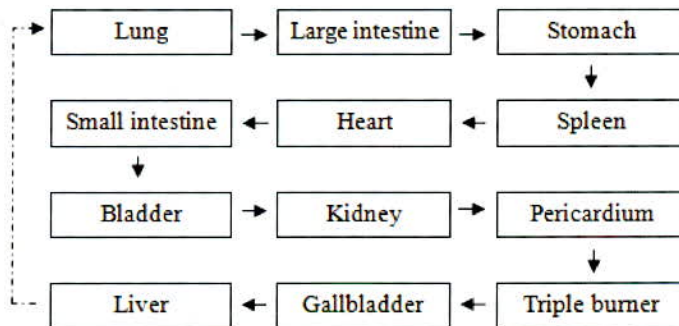 Lung Large intestine Stomach
Small intestine Heart Spleen
Bladder Kidney Pericardium
Liver Gallbladder Triple burner